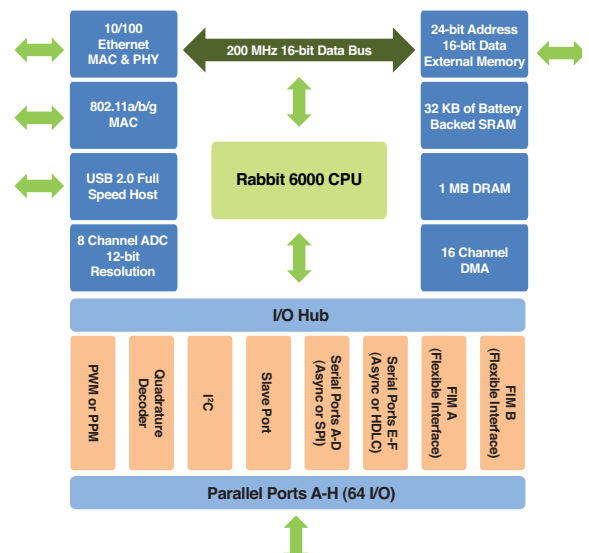 10/100
Ethernet
MAC & PHY
200 MHz 16-bit Data Bus
24-bit Address
16-bit Data
External Memory
802.11a/b/g
MAC
32 KB of Battery
Backed SRAM
USB 2.0 Full
Speed Host
Rabbit 6000 CPU
1 MB DRAM
8 Channel ADC
12-bit
Resolution
16 Channel
DMA
I/O Hub
PWM or PPM
Quadrature
Decoder
I²C
Slave Port
Serial Ports A-D
(Async or SPI)
Serial Ports E-F
(Async or HDLC)
FIM A
(Flexible Interface)
FIM B
(Flexible Interface)
Parallel Ports A-H (64 I/O)